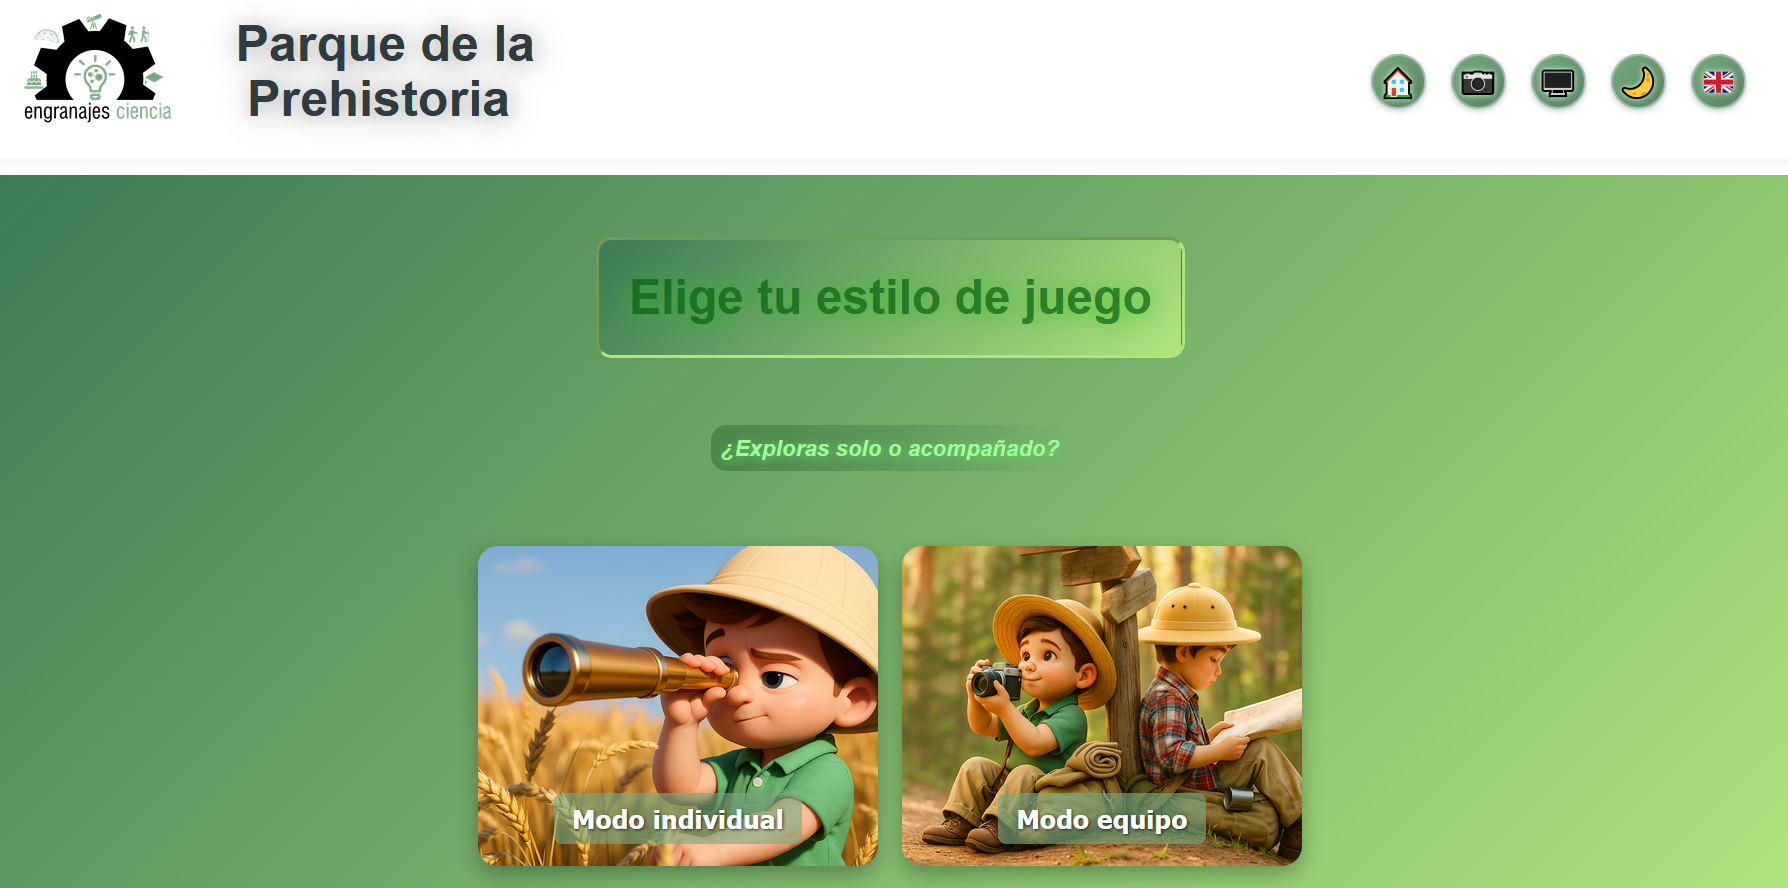 engranajes ciencia
Parque de la
Prehistoria
Elige tu estilo de juego
¿Exploras solo o acompañado?
Modo individual
Modo equipo